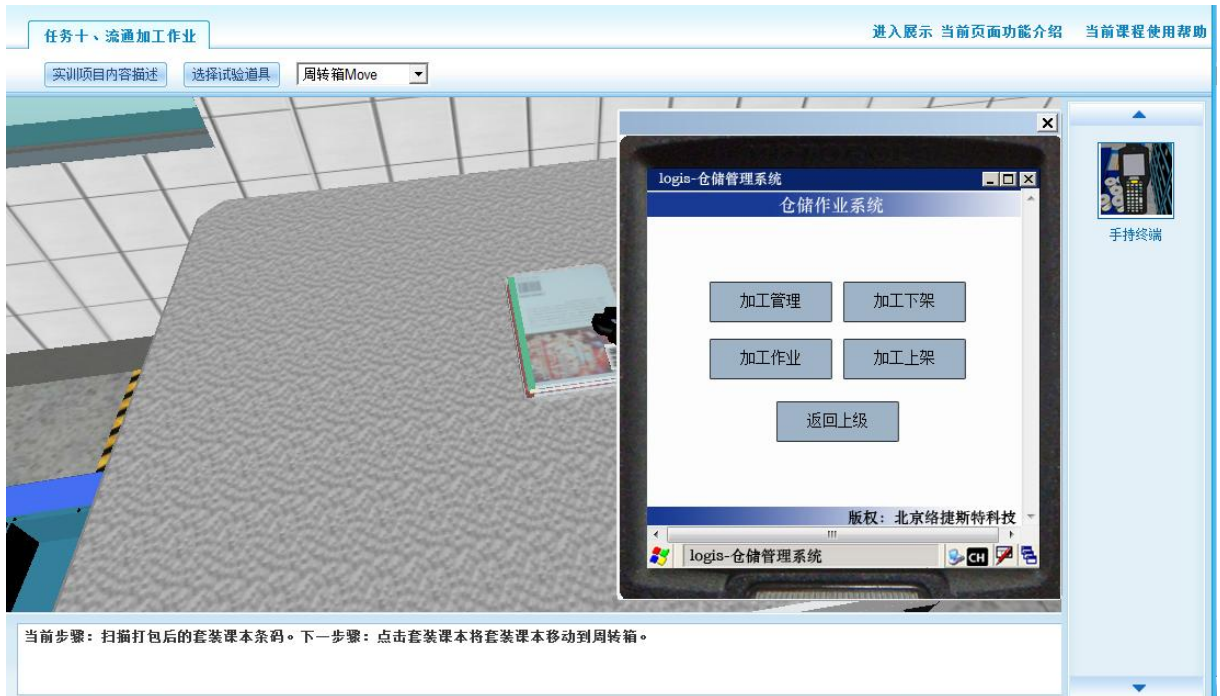 任务十、流通加工作业
进入展示 当前页面功能介绍 当前课程使用帮助
实训项目内容描述 选择试验道具 周转箱Move
logis-仓储管理系统
仓储作业系统
手持终端
加工管理 加工下架
加工作业 加工上架
返回上级
版权：北京络捷斯特科技
logis-仓储管理系统 CH
当前步骤：扫描打包后的套装课本条码。下一步骤：点击套装课本将套装课本移动到周转箱。